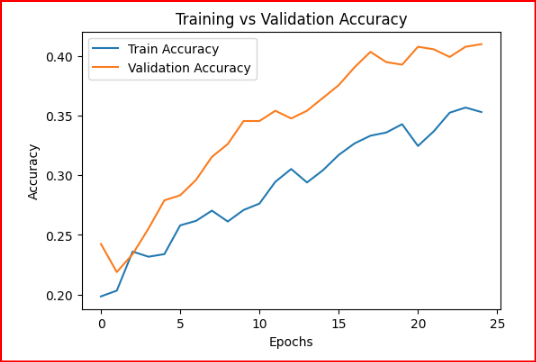 Training vs Validation Accuracy
Train Accuracy
Validation Accuracy
Accuracy
0.40
0.35
0.30
0.25
0.20
0 5 10 15 20 25
Epochs